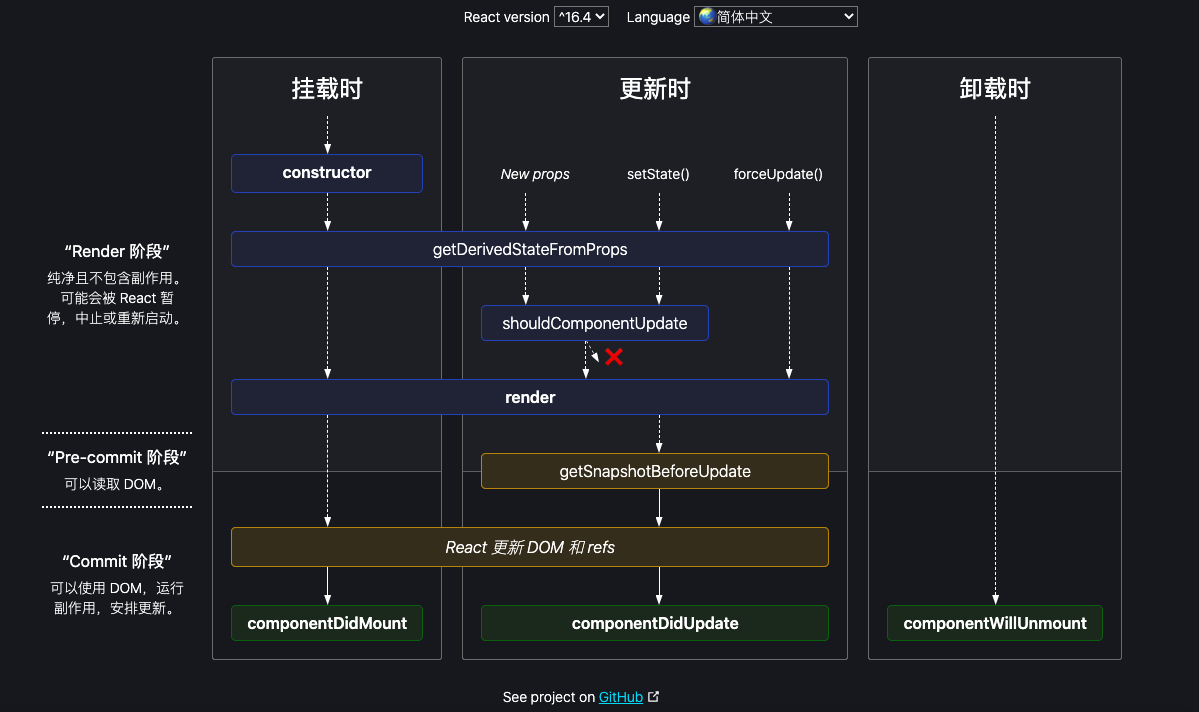 React version ^16.4 Language 🌏简体中文
挂载时 更新时 卸载时
constructor
New props setState() forceUpdate()
“Render 阶段”
纯净且不包含副作用。
可能会被 React 暂
停，中止或重新启动。
getDerivedStateFromProps
shouldComponentUpdate
render
“Pre-commit 阶段”
可以读取 DOM。
getSnapshotBeforeUpdate
“Commit 阶段”
可以使用 DOM，运行
副作用，安排更新。
React 更新 DOM 和 refs
componentDidMount componentDidUpdate componentWillUnmount
See project on GitHub